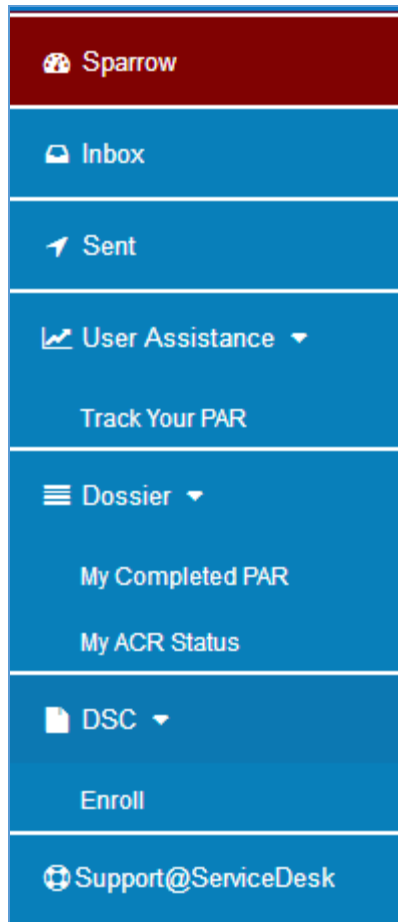 Sparrow
Inbox
Sent
User Assistance
Track Your PAR
Dossier
My Completed PAR
My ACR Status
DSC
Enroll
Support@ServiceDesk